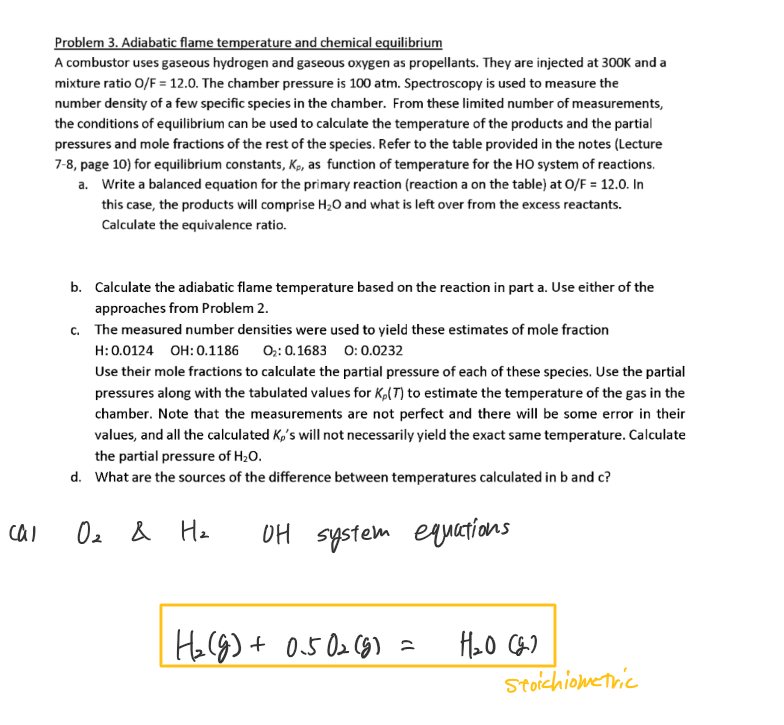 Problem 3. Adiabatic flame temperature and chemical equilibrium
A combustor uses gaseous hydrogen and gaseous oxygen as propellants. They are injected at 300K and a
mixture ratio O/F = 12.0. The chamber pressure is 100 atm. Spectroscopy is used to measure the
number density of a few specific species in the chamber. From these limited number of measurements,
the conditions of equilibrium can be used to calculate the temperature of the products and the partial
pressures and mole fractions of the rest of the species. Refer to the table provided in the notes (Lecture
7-8, page 10) for equilibrium constants, Kₚ, as function of temperature for the HO system of reactions.
a. Write a balanced equation for the primary reaction (reaction a on the table) at O/F = 12.0. In
this case, the products will comprise H₂O and what is left over from the excess reactants.
Calculate the equivalence ratio.
b. Calculate the adiabatic flame temperature based on the reaction in part a. Use either of the
approaches from Problem 2.
c. The measured number densities were used to yield these estimates of mole fraction
H: 0.0124 OH: 0.1186 O₂: 0.1683 O: 0.0232
Use their mole fractions to calculate the partial pressure of each of these species. Use the partial
pressures along with the tabulated values for Kₚ(T) to estimate the temperature of the gas in the
chamber. Note that the measurements are not perfect and there will be some error in their
values, and all the calculated Kₚ's will not necessarily yield the exact same temperature. Calculate
the partial pressure of H₂O.
d. What are the sources of the difference between temperatures calculated in b and c?
(a) O₂ & H₂ OH system equations
H₂(g) + 0.5 O₂(g) = H₂O (g)
stoichiometric